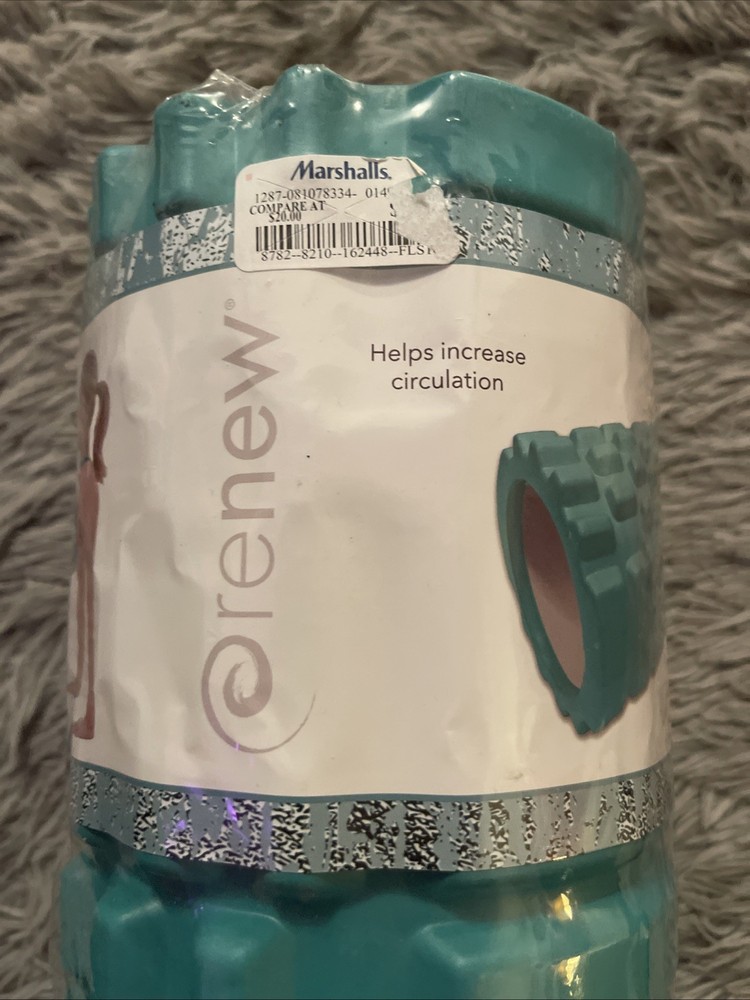 Marshalls.
1287-081078334- 014
COMPARE AT
$20.00
8782--8210--162448--FLS
renew®
Helps increase
circulation